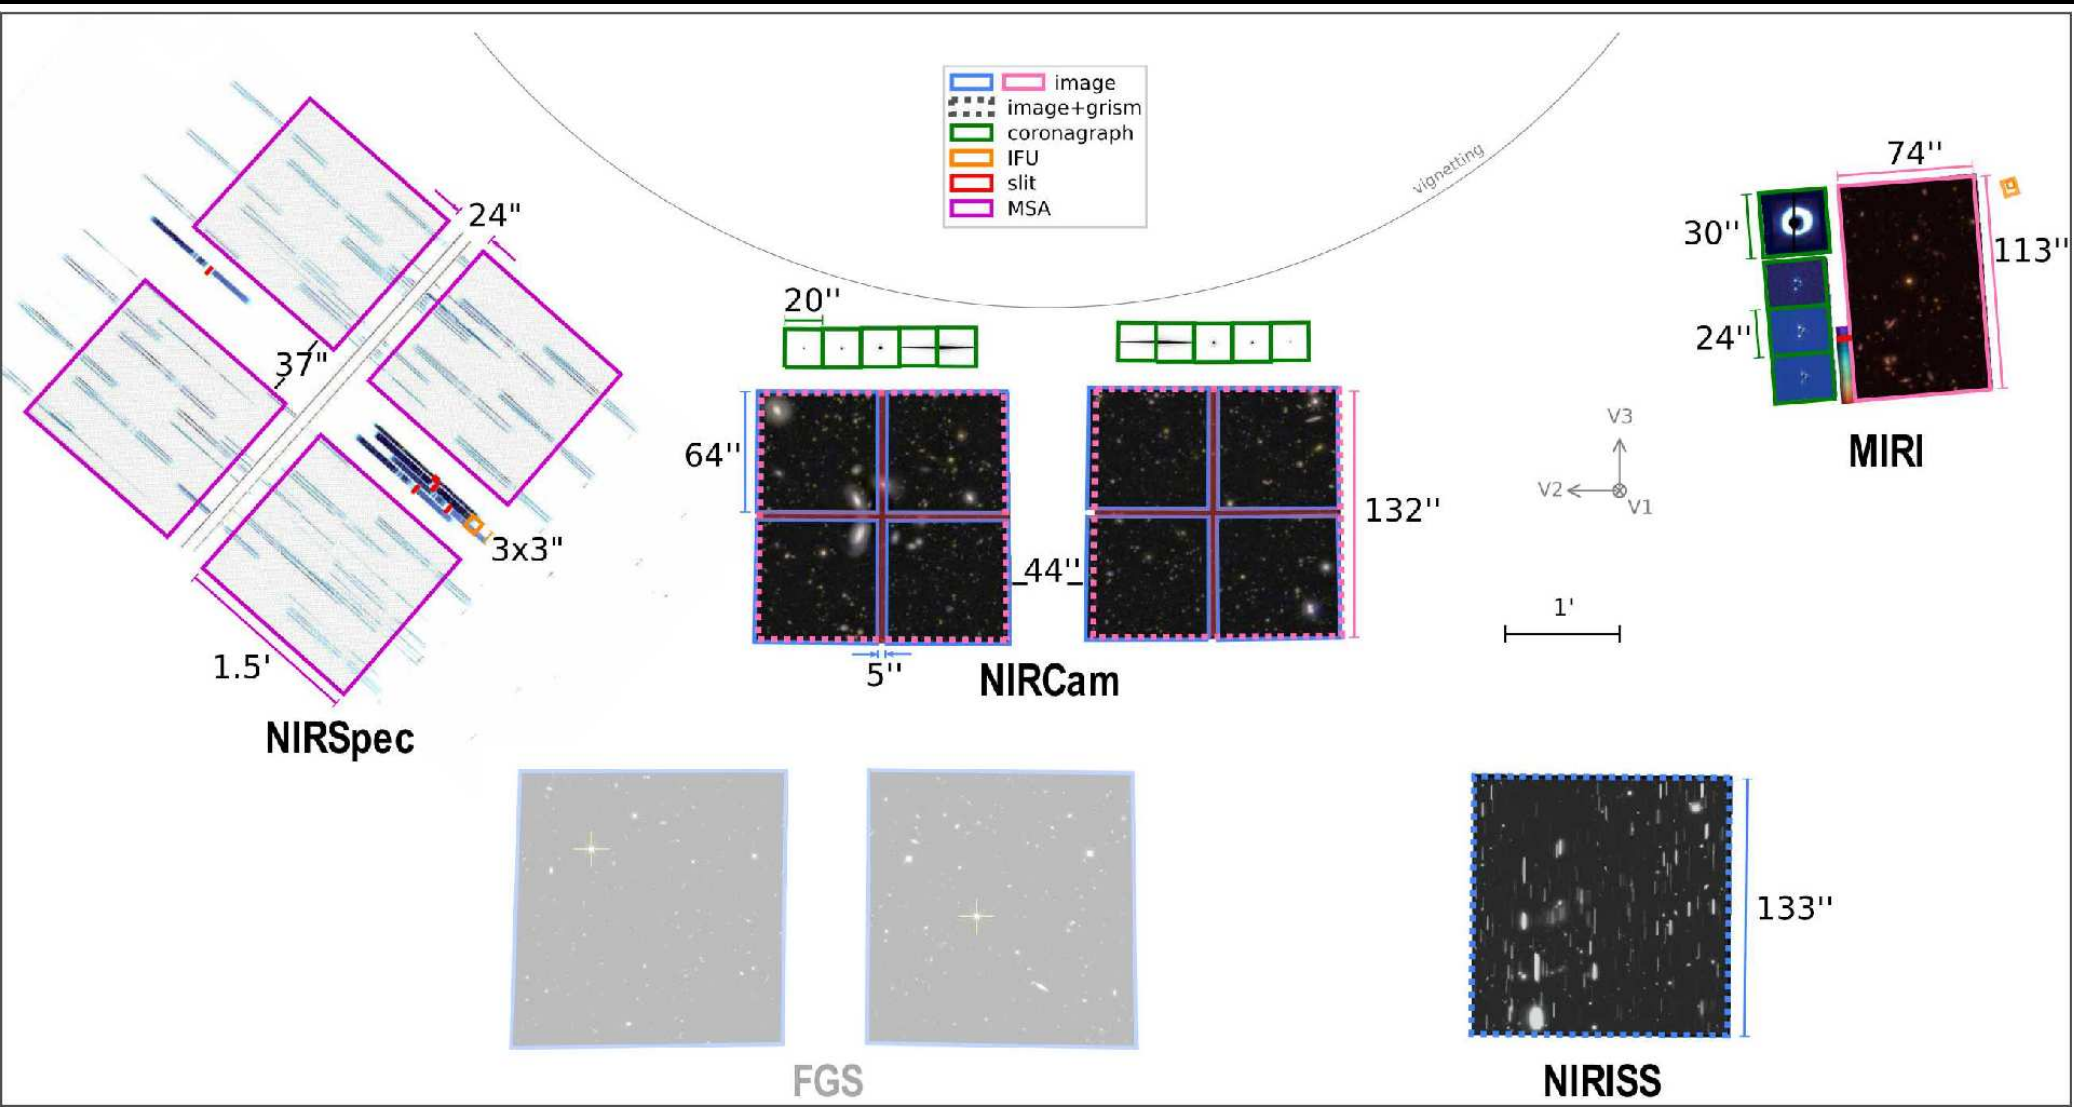 image
image+grism
coronagraph
IFU
slit
MSA
vignetting
24"
37"
3x3"
1.5'
NIRSpec
20''
64''
44''
132''
5''
NIRCam
74''
30''
113''
24''
MIRI
V3
V2
V1
1'
FGS
133''
NIRISS